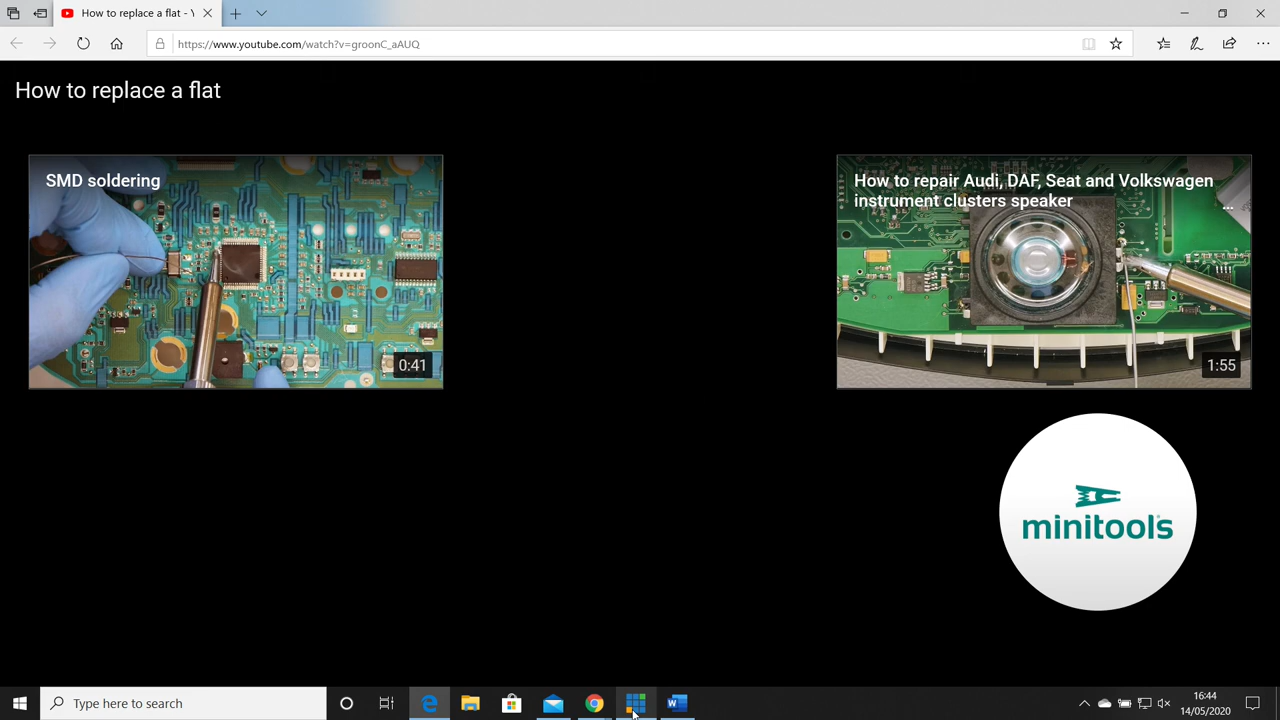 How to replace a flat - Y
https://www.youtube.com/watch?v=groonC_aAUQ
How to replace a flat
SMD soldering
0:41
How to repair Audi, DAF, Seat and Volkswagen
instrument clusters speaker
...
1:55
minitools
Type here to search
16:44
14/05/2020